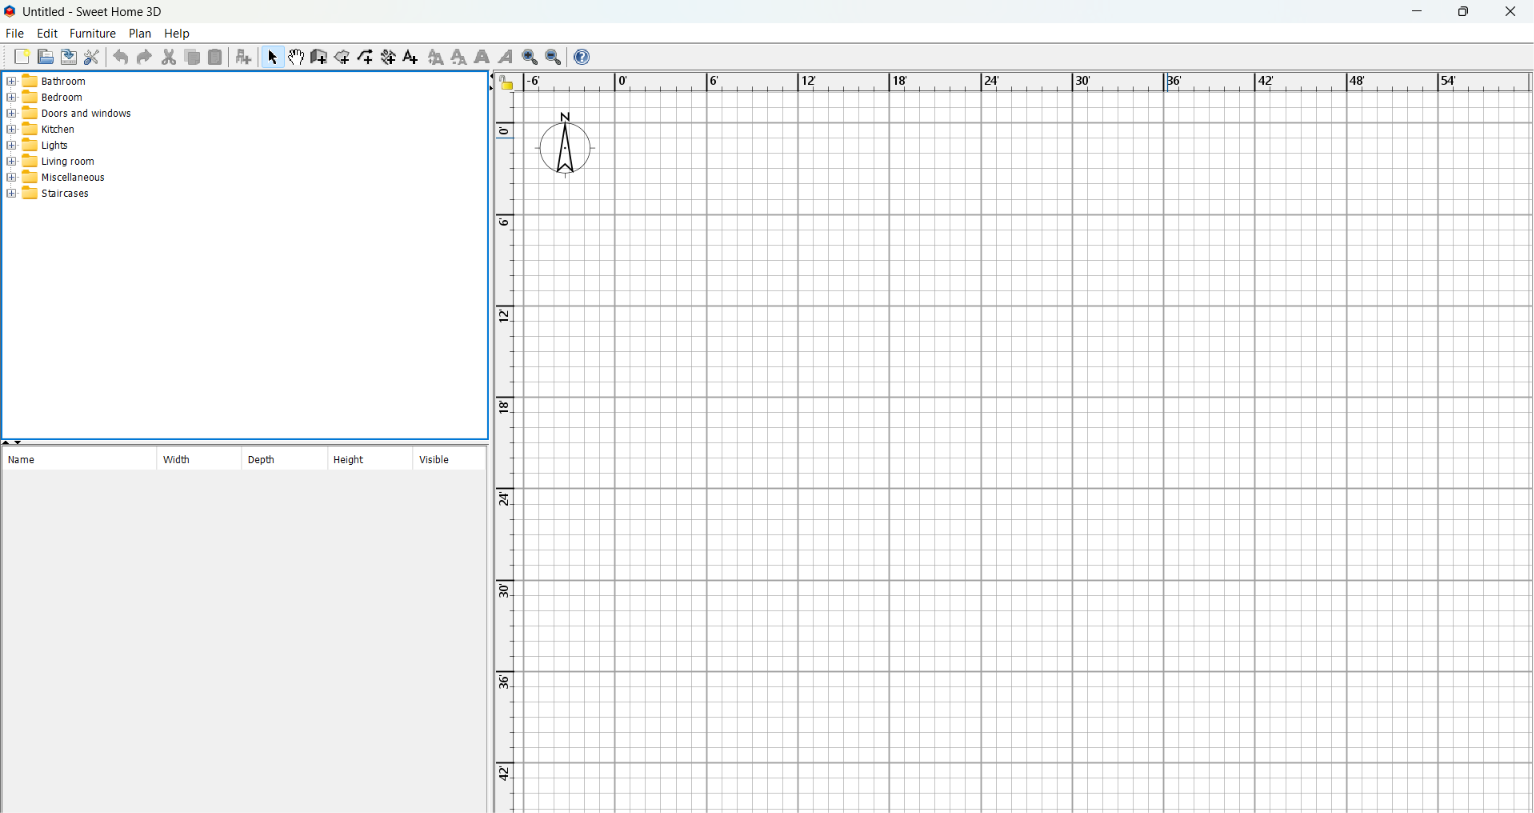 Untitled - Sweet Home 3D
File Edit Furniture Plan Help
Bathroom
Bedroom
Doors and windows
Kitchen
Lights
Living room
Miscellaneous
Staircases
Name Width Depth Height Visible
-6' 0' 6' 12' 18' 24' 30' 36' 42' 48' 54'
N
0'
6'
12'
18'
24'
30'
36'
42'